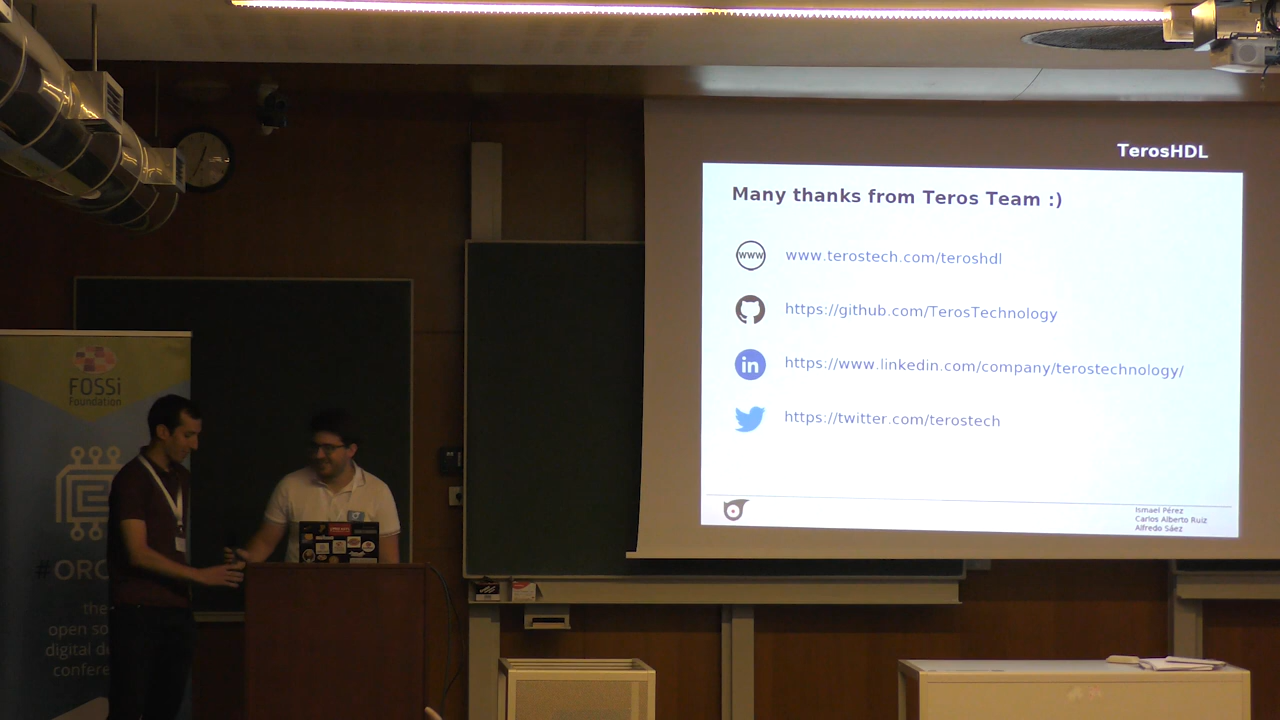 TerosHDL
Many thanks from Teros Team :)
www
www.terostech.com/teroshdl
https://github.com/TerosTechnology
in
https://www.linkedin.com/company/terostechnology/
https://twitter.com/terostech
Ismael Pérez
Carlos Alberto Ruiz
Alfredo Sáez
FOSSi
Foundation
#ORC
the
open so
digital de
confere